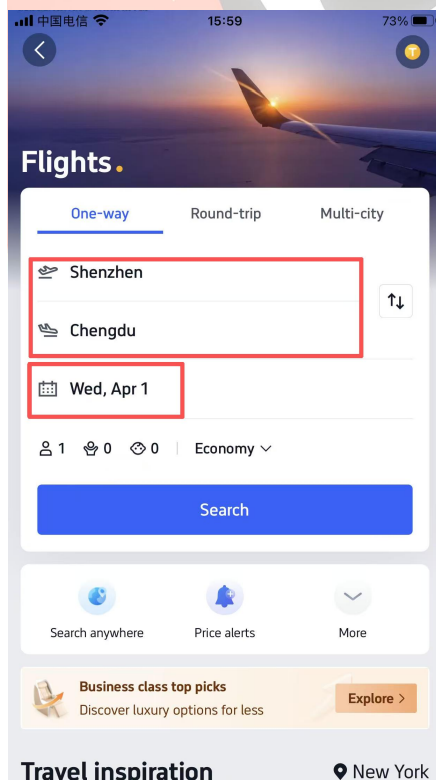 中国电信 15:59 73%
T
Flights.
One-way Round-trip Multi-city
Shenzhen
Chengdu
Wed, Apr 1
1 0 0 Economy
Search
Search anywhere Price alerts More
Business class top picks
Discover luxury options for less
Explore >
Travel inspiration New York